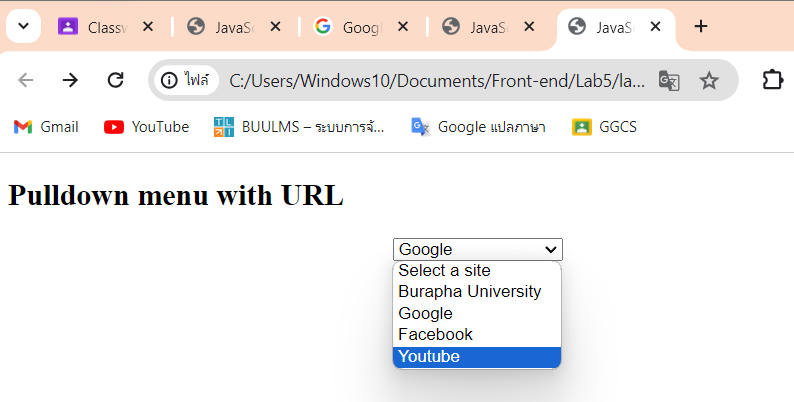 Classw
JavaSc
Googl
JavaSc
JavaSc
ไฟล์ C:/Users/Windows10/Documents/Front-end/Lab5/la...
Gmail YouTube BUULMS – ระบบการจั... Google แปลภาษา GGCS
Pulldown menu with URL
Google
Select a site
Burapha University
Google
Facebook
Youtube